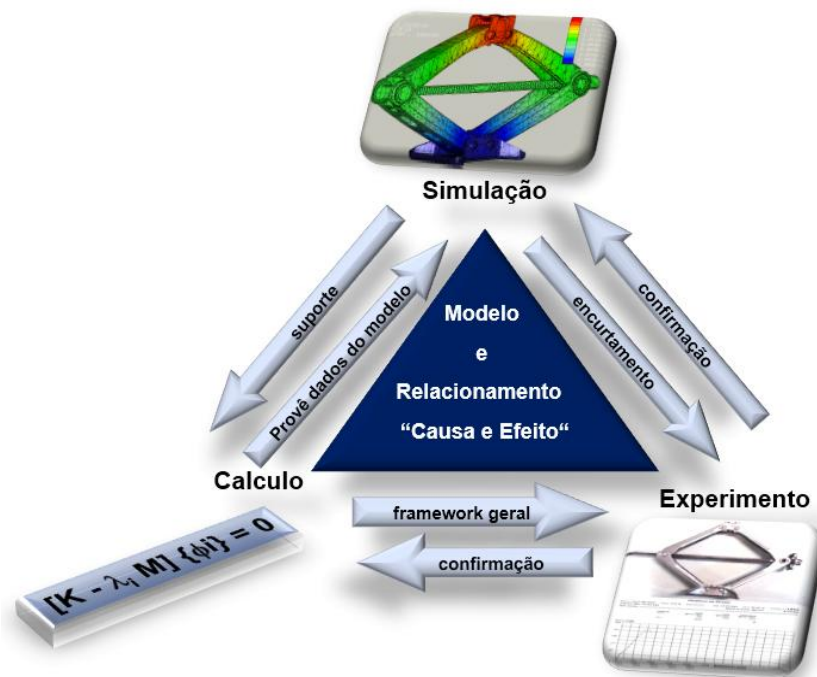 Simulação
suporte
Provê dados do modelo
encurtamento
confirmação
Modelo
e
Relacionamento
“Causa e Efeito“
Calculo
Experimento
framework geral
confirmação
[K - λi M] {ϕi} = 0